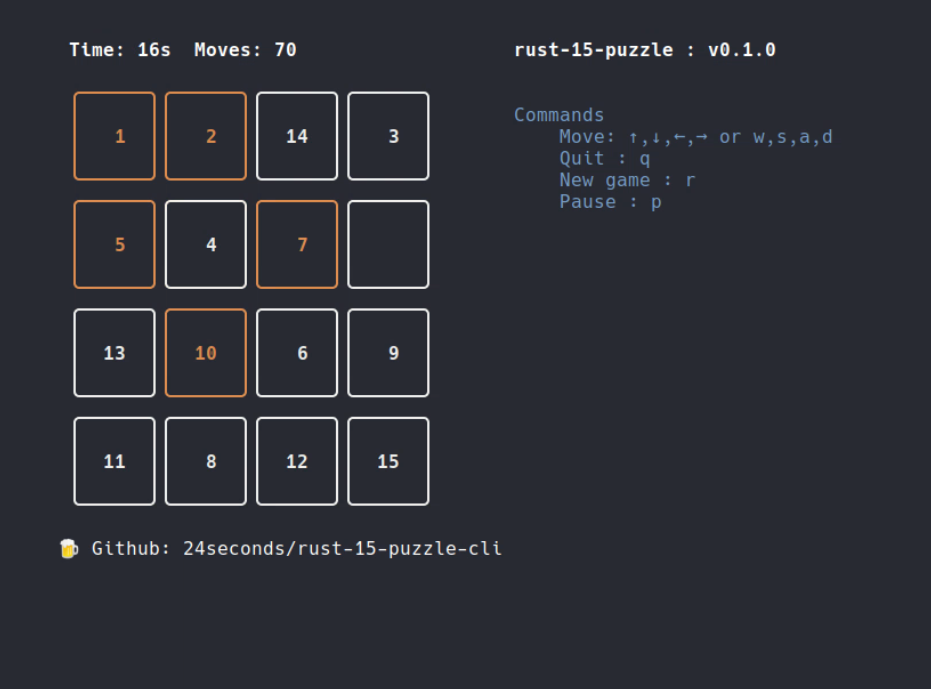 Time: 16s  Moves: 70
rust-15-puzzle : v0.1.0
Commands
Move: ↑,↓,←,→ or w,s,a,d
Quit : q
New game : r
Pause : p
1 2 14 3
5 4 7
13 10 6 9
11 8 12 15
🍺 Github: 24seconds/rust-15-puzzle-cli